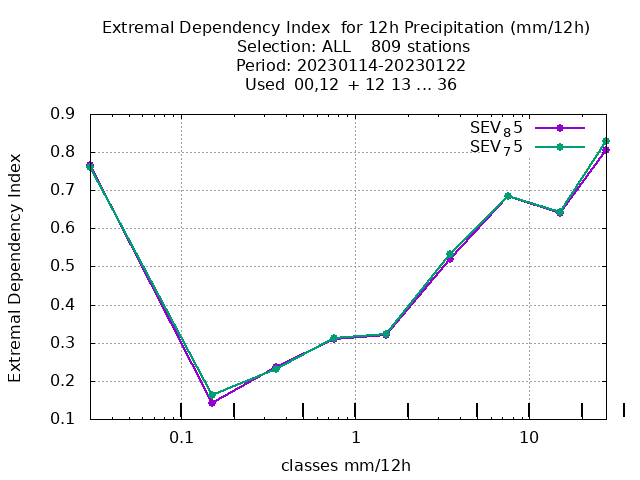 Extremal Dependency Index  for 12h Precipitation (mm/12h)
Selection: ALL    809 stations
Period: 20230114-20230122
Used  00,12  + 12 13 ... 36
SEV₈5
SEV₇5
Extremal Dependency Index
0.9
0.8
0.7
0.6
0.5
0.4
0.3
0.2
0.1
0.1 1 10
classes mm/12h